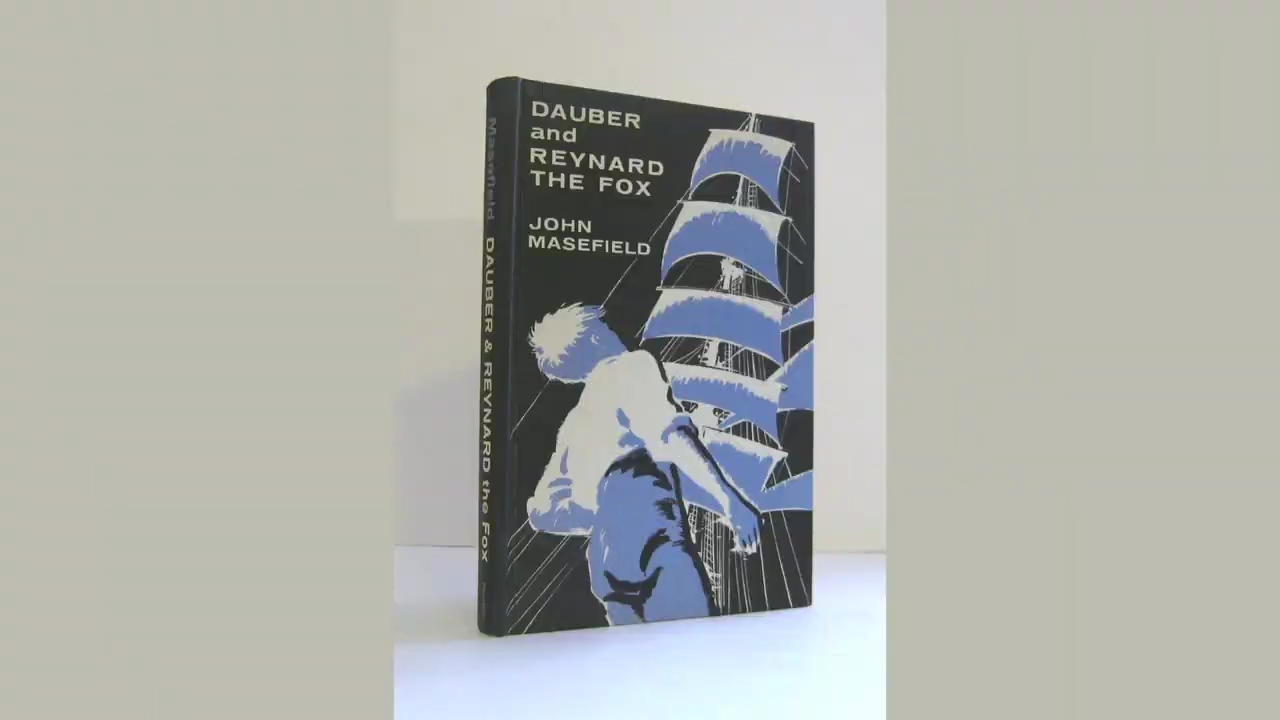 DAUBER
and
REYNARD
THE FOX
JOHN
MASEFIELD
Masefield DAUBER & REYNARD the FOX